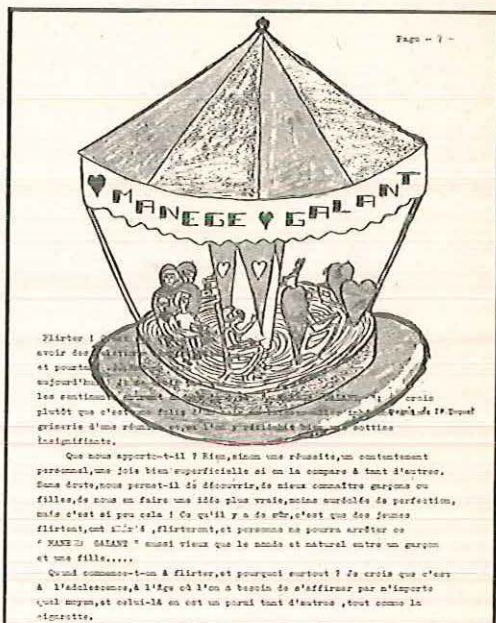 Page - 7 -
MANEGE GALANT
Flirter !
avoir des
et pourtant
aujourd'hui
les sentiments crois
plutôt que c'est une
griserie d'une bien sottise
insignifiante.
Que nous apporte-t-il ? Rien, sinon une réussite, un contentement
personnel, une joie bien superficielle si on la compare à tant d'autres.
Sans doute, nous permet-il de découvrir, de mieux connaître garçons ou
filles, de nous en faire une idée plus vraie, moins auréolée de perfection,
mais c'est si peu cela ! Ce qu'il y a de sûr, c'est que des jeunes
flirtent, ont , flirteront, et personne ne pourra arrêter ce
" MANEGE GALANT " aussi vieux que le monde et naturel entre un garçon
et une fille.....
Quand commence-t-on à flirter, et pourquoi surtout ? Je crois que c'est
à l'adolescence, à l'âge où l'on a besoin de s'affirmer par n'importe
quel moyen, et celui-là en est un parmi tant d'autres , tout comme la
cigarette.